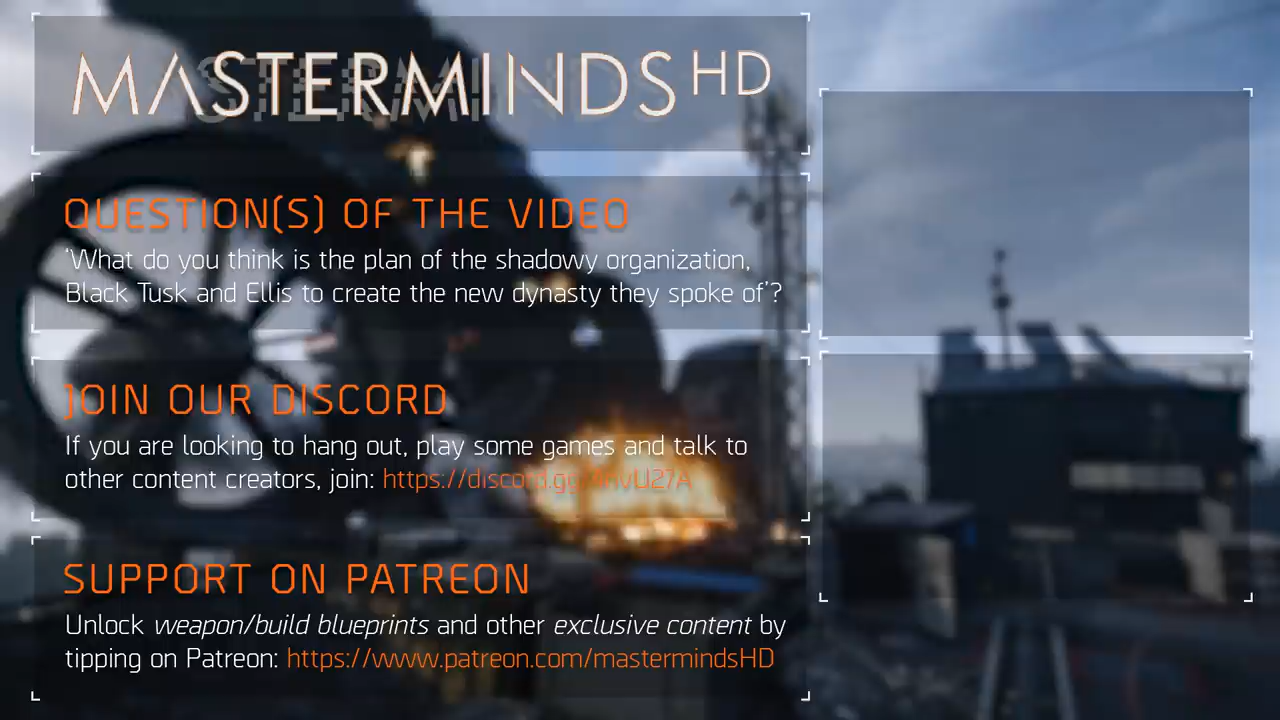 MASTERMINDS HD
QUESTION(S) OF THE VIDEO
'What do you think is the plan of the shadowy organization,
Black Tusk and Ellis to create the new dynasty they spoke of'?
JOIN OUR DISCORD
If you are looking to hang out, play some games and talk to
other content creators, join:
SUPPORT ON PATREON
Unlock weapon/build blueprints and other exclusive content by
tipping on Patreon: https://www.patreon.com/mastermindsHD